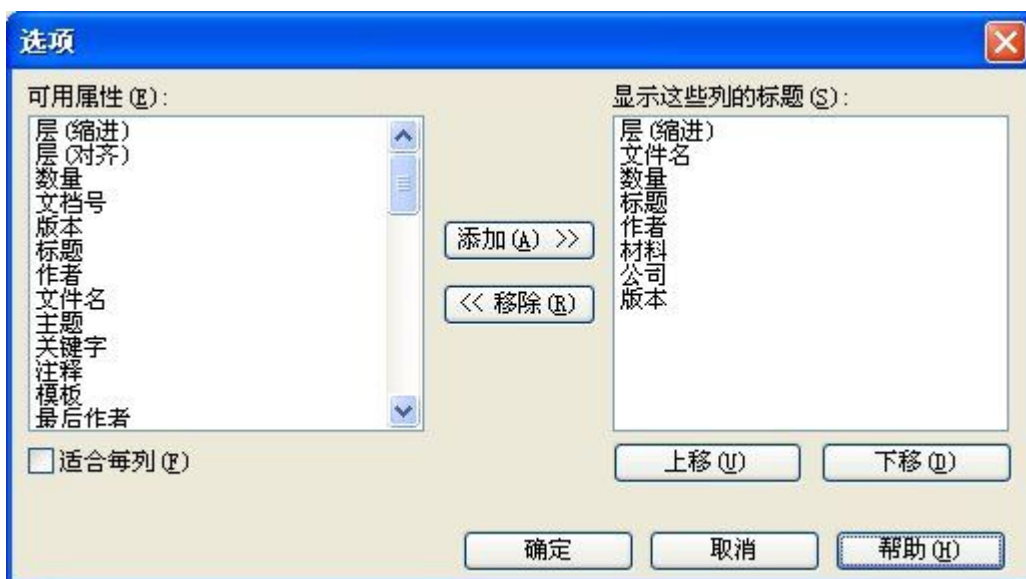 选项
可用属性(E):
层(缩进)
层(对齐)
数量
文档号
版本
标题
作者
文件名
主题
关键字
注释
模板
最后作者
适合每列(F)
添加(A) >>
<< 移除(R)
显示这些列的标题(S):
层(缩进)
文件名
数量
标题
作者
材料
公司
版本
上移(U)
下移(D)
确定
取消
帮助(H)